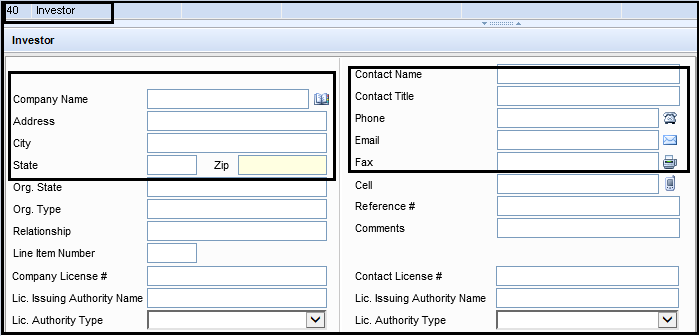 40 Investor
Investor
Company Name
Address
City
State Zip
Org. State
Org. Type
Relationship
Line Item Number
Company License #
Lic. Issuing Authority Name
Lic. Authority Type
Contact Name
Contact Title
Phone
Email
Fax
Cell
Reference #
Comments
Contact License #
Lic. Issuing Authority Name
Lic. Authority Type